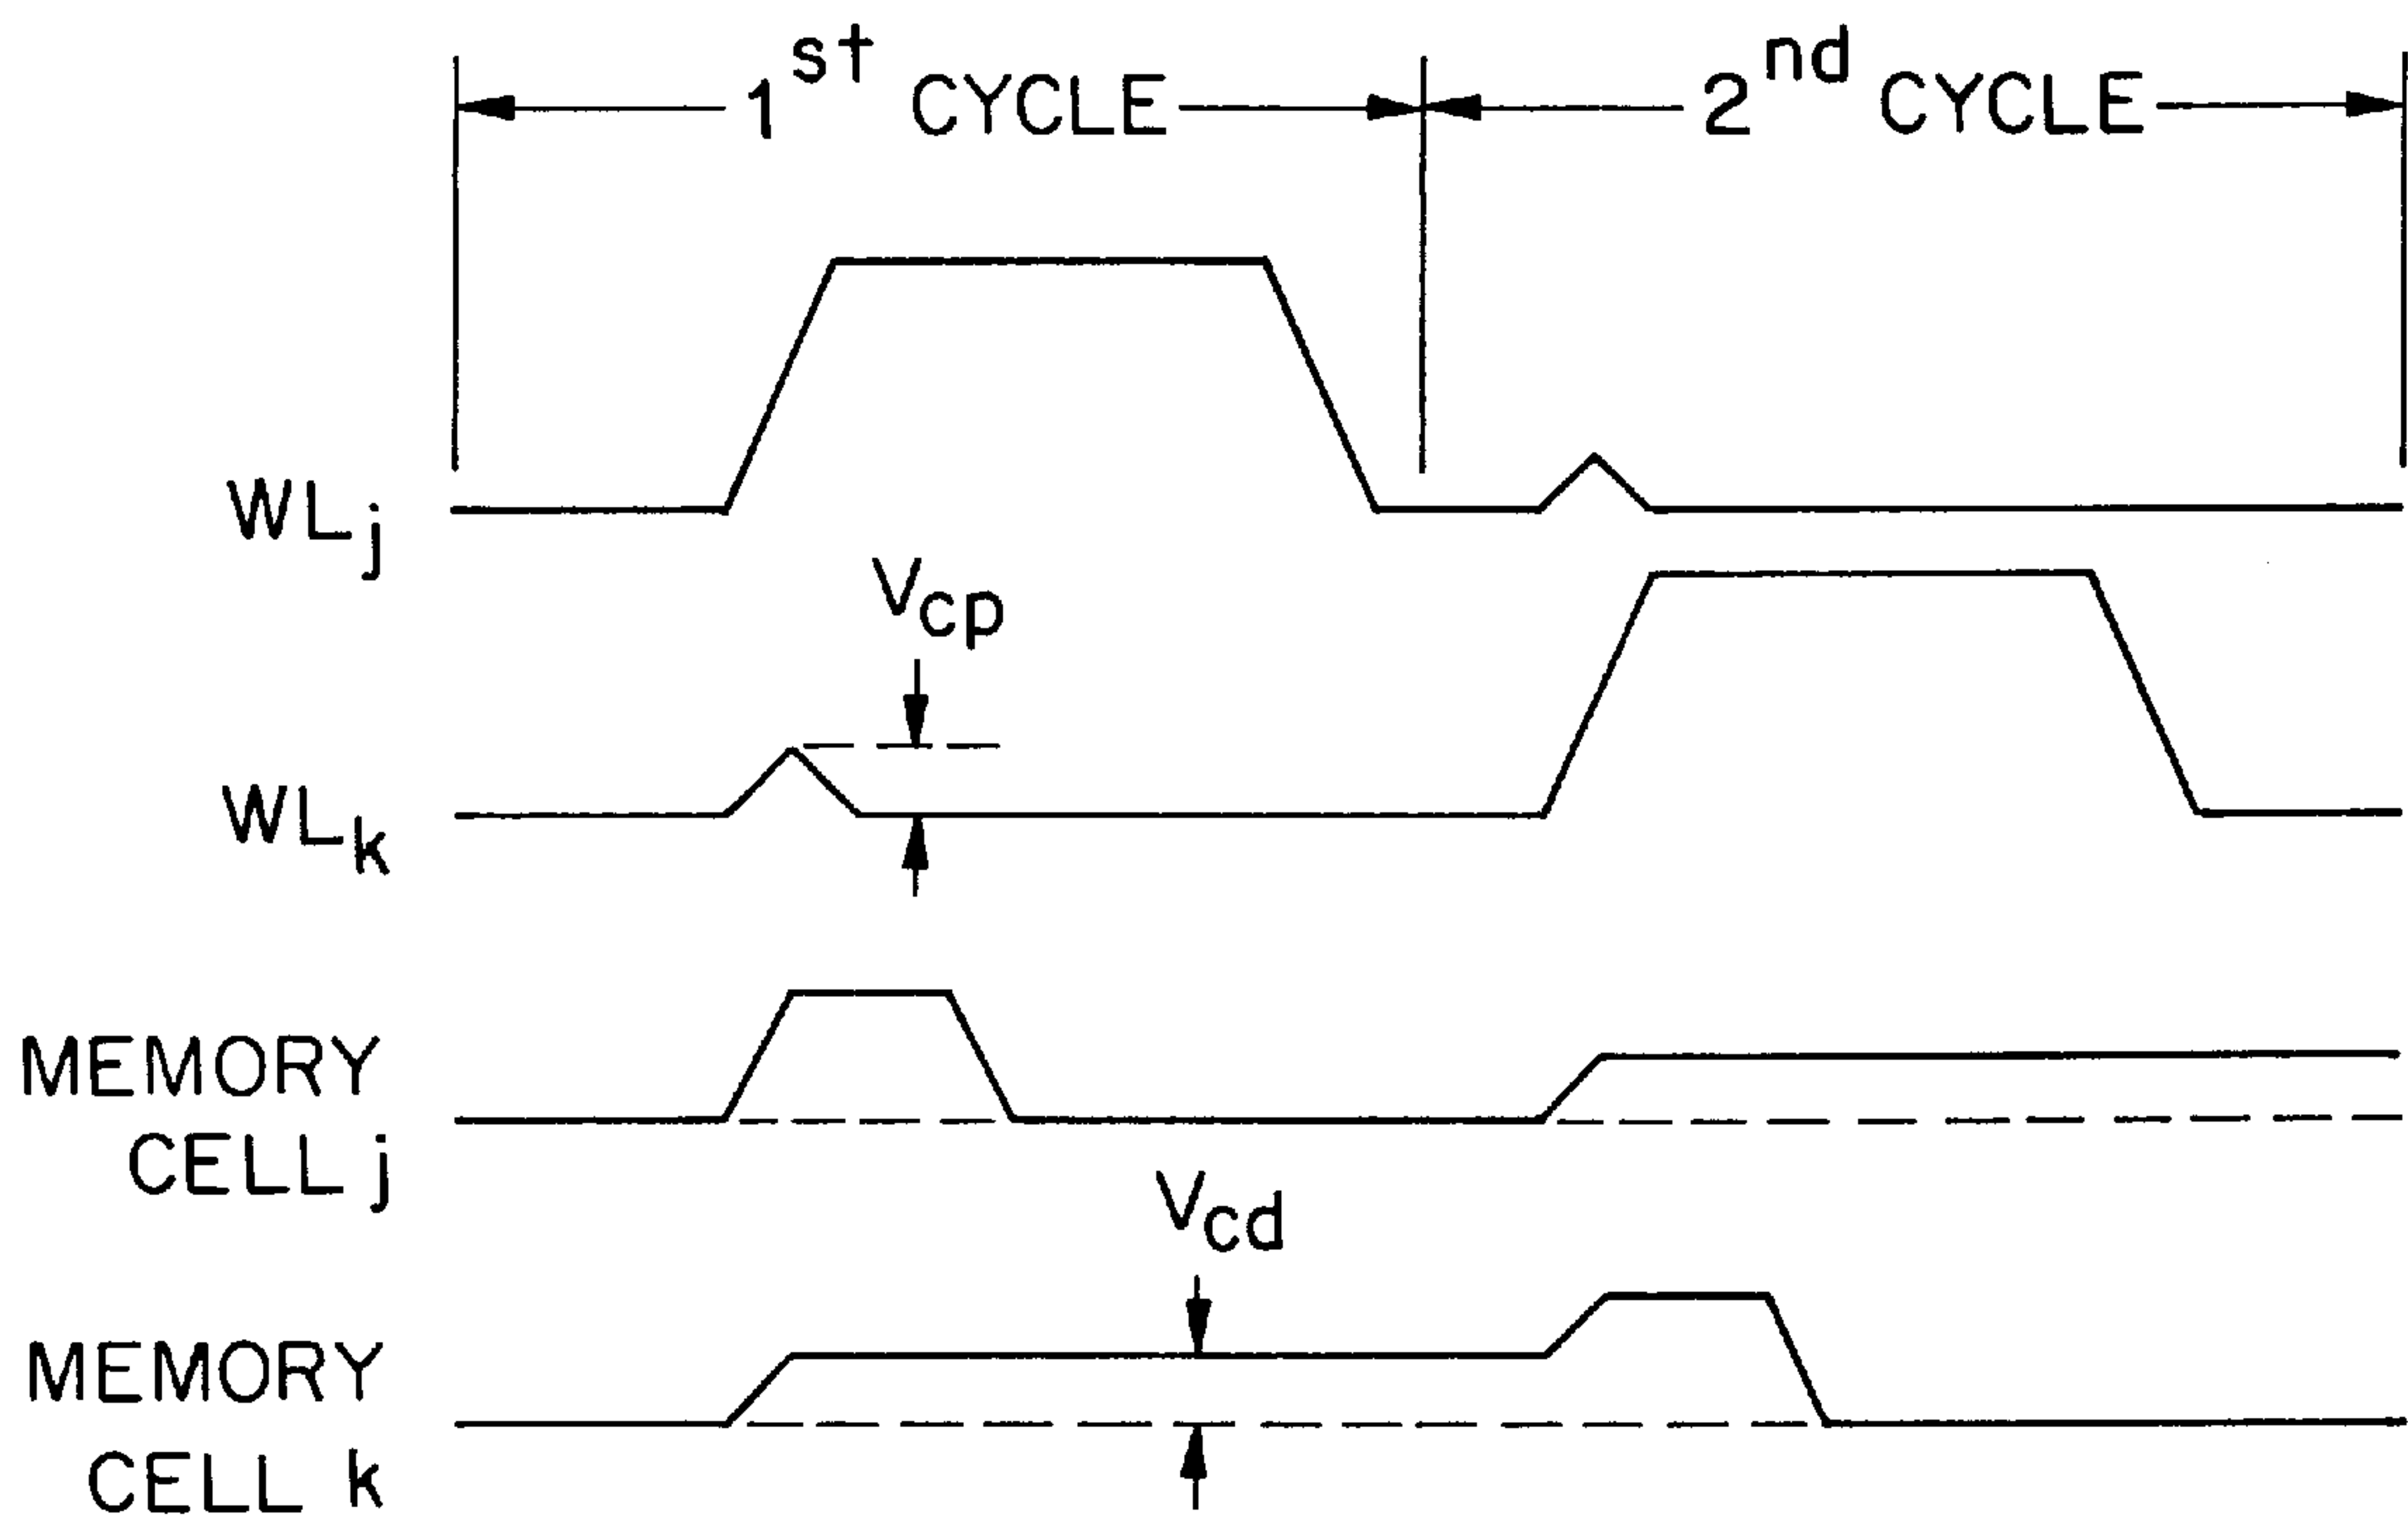 1st CYCLE
2nd CYCLE
WLj
Vcp
WLk
MEMORY
CELL j
Vcd
MEMORY
CELL k